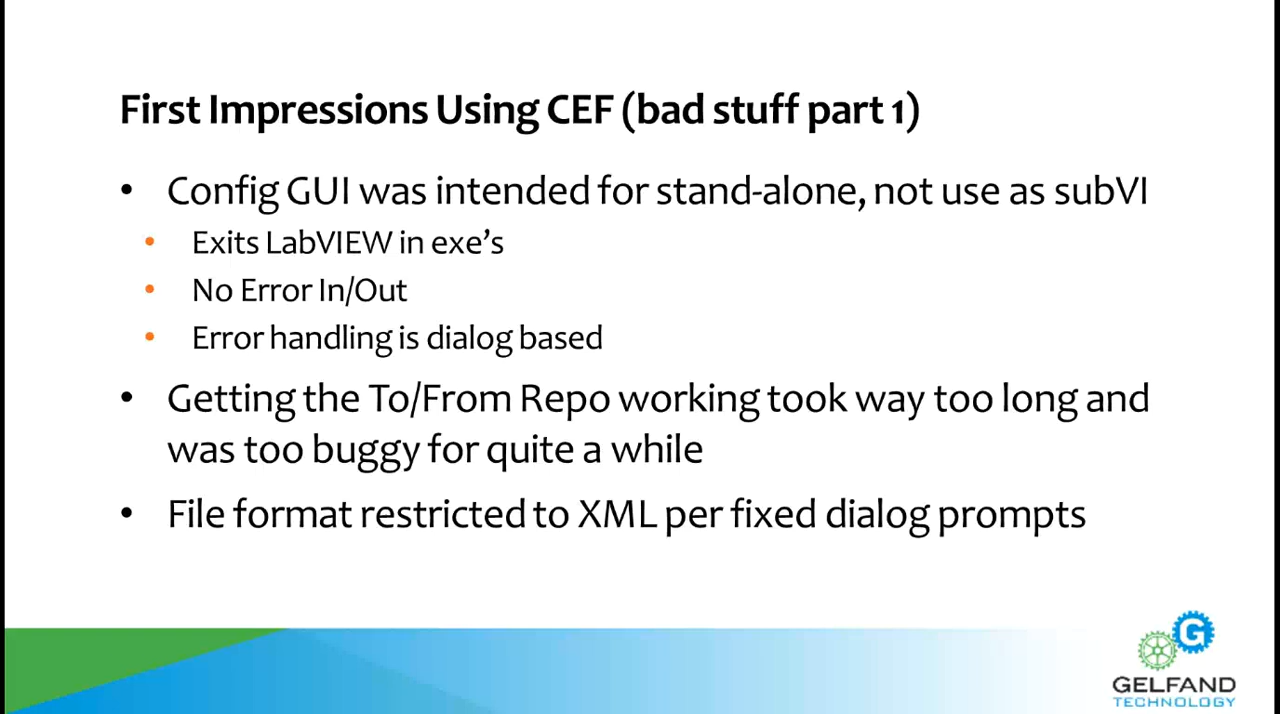 First Impressions Using CEF (bad stuff part 1)
• Config GUI was intended for stand-alone, not use as subVI
• Exits LabVIEW in exe’s
• No Error In/Out
• Error handling is dialog based
• Getting the To/From Repo working took way too long and
was too buggy for quite a while
• File format restricted to XML per fixed dialog prompts
G
GELFAND
TECHNOLOGY